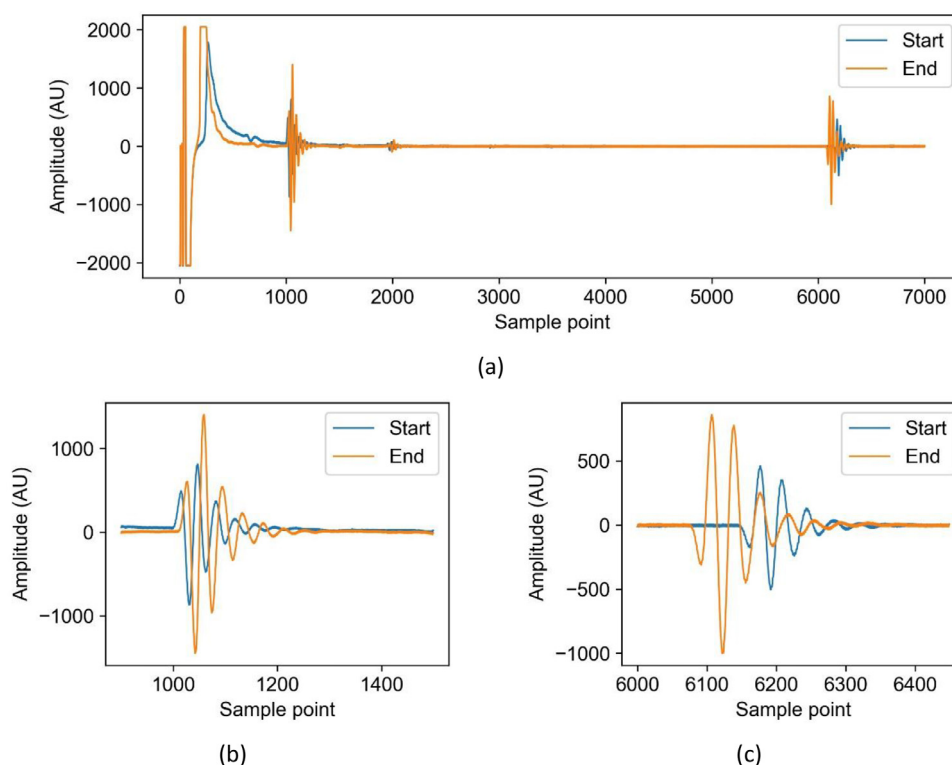 2000
1000
0
−1000
−2000
Amplitude (AU)
Start
End
0 1000 2000 3000 4000 5000 6000 7000
Sample point
(a)
1000
0
−1000
Amplitude (AU)
Start
End
1000 1200 1400
Sample point
(b)
500
0
−500
−1000
Amplitude (AU)
Start
End
6000 6100 6200 6300 6400
Sample point
(c)